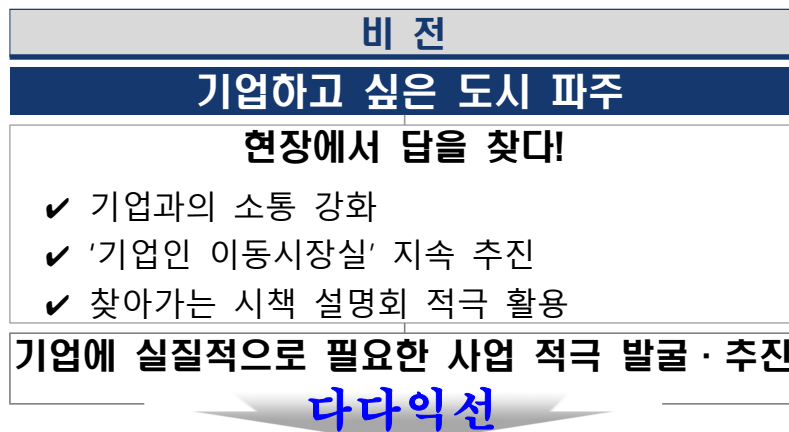 비 전
기업하고 싶은 도시 파주
현장에서 답을 찾다!
✔ 기업과의 소통 강화
✔ '기업인 이동시장실' 지속 추진
✔ 찾아가는 시책 설명회 적극 활용
기업에 실질적으로 필요한 사업 적극 발굴 · 추진
다다익선